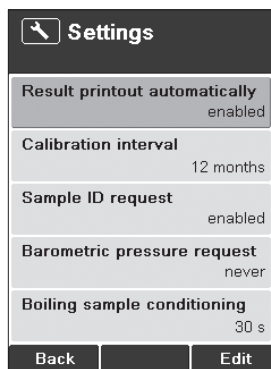 Settings
Result printout automatically
enabled
Calibration interval
12 months
Sample ID request
enabled
Barometric pressure request
never
Boiling sample conditioning
30 s
Back
Edit